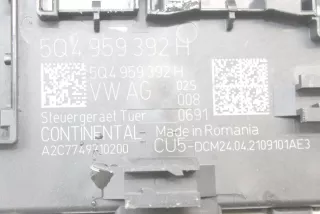 5Q4 959 392 H
5Q4 959 392 H
VW AG 02S
008
Steuergeraet Tuer 0691
CONTINENTAL Made in Romania
A2C7749910200 CU5-DCM24.04.2109101AE3